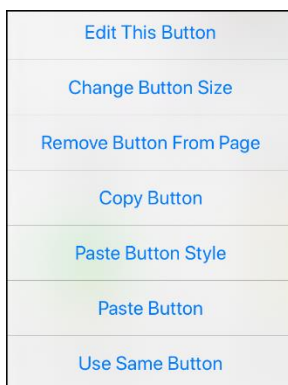 Edit This Button
Change Button Size
Remove Button From Page
Copy Button
Paste Button Style
Paste Button
Use Same Button